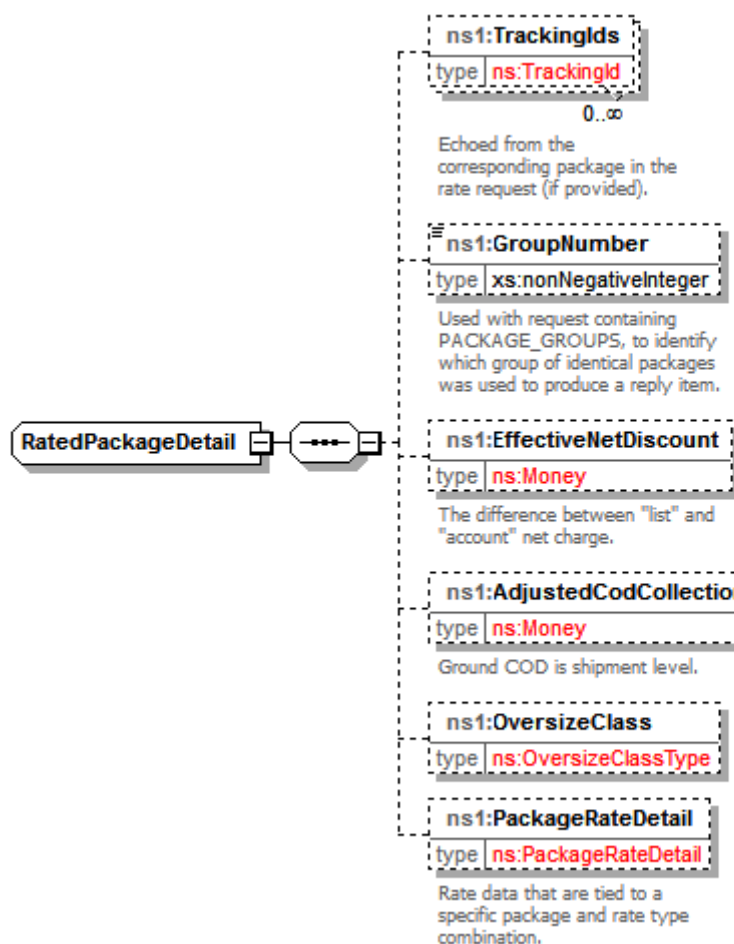 ns1:TrackingIds
type ns:TrackingId
0..∞
Echoed from the
corresponding package in the
rate request (if provided).
ns1:GroupNumber
type xs:nonNegativeInteger
Used with request containing
PACKAGE_GROUPS, to identify
which group of identical packages
was used to produce a reply item.
RatedPackageDetail
ns1:EffectiveNetDiscount
type ns:Money
The difference between "list" and
"account" net charge.
ns1:AdjustedCodCollectio
type ns:Money
Ground COD is shipment level.
ns1:OversizeClass
type ns:OversizeClassType
ns1:PackageRateDetail
type ns:PackageRateDetail
Rate data that are tied to a
specific package and rate type
combination.